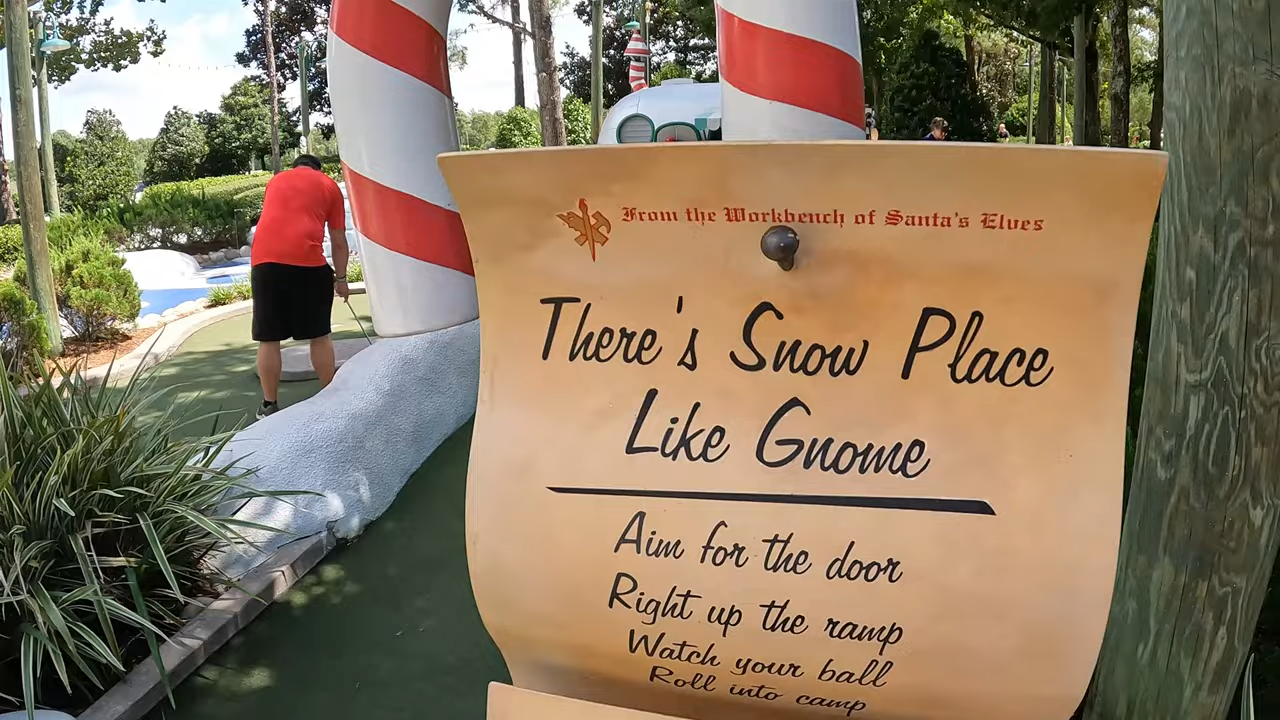 From the Workbench of Santa's Elves
There's Snow Place
Like Gnome
Aim for the door
Right up the ramp
Watch your ball
Roll into camp